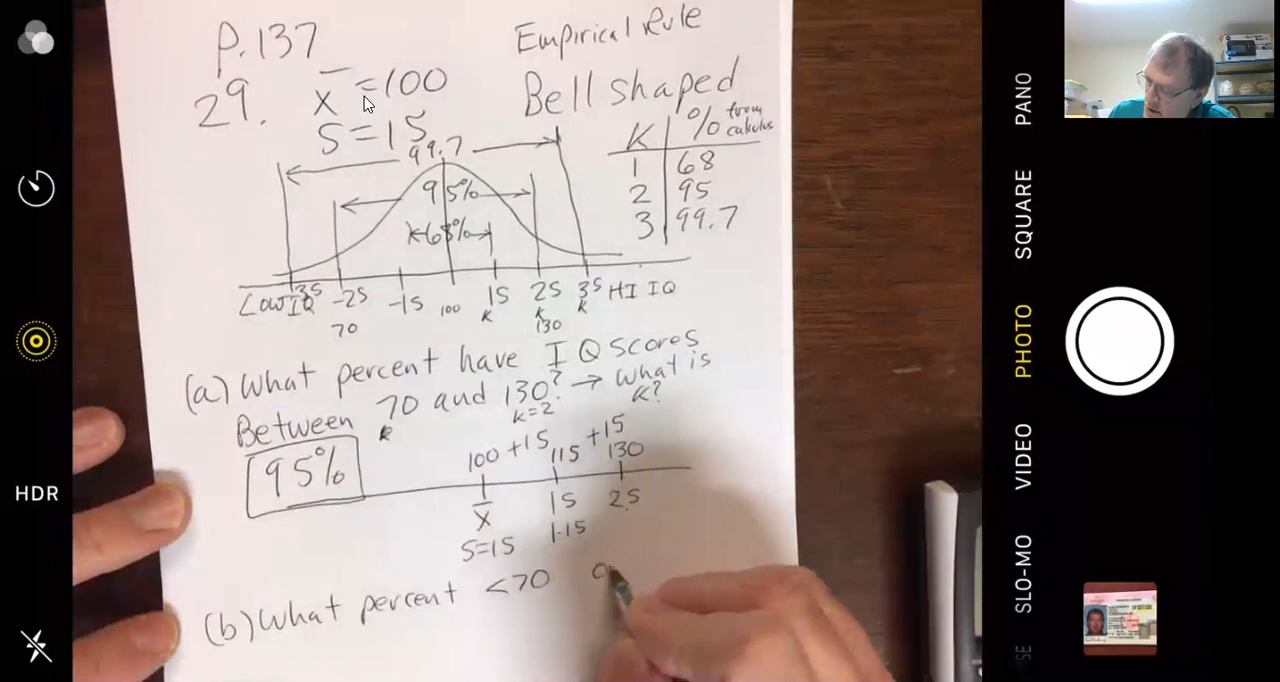 P.137
Empirical Rule
29.
x̄ = 100
Bell shaped
S = 15
K % from calculus
1 68
2 95
3 99.7
99.7
95%
68%
Low IQ -3S -2S -1S 100 1S 2S 3S HI IQ
K K K
70 130
(a) What percent have IQ scores
Between 70 and 130? → What is K?
K K=2
95%
100 +15 115 +15 130
x̄ 1S 2S
S=15 1·15
(b) What percent <70
HDR
PANO
SQUARE
PHOTO
VIDEO
SLO-MO
SE